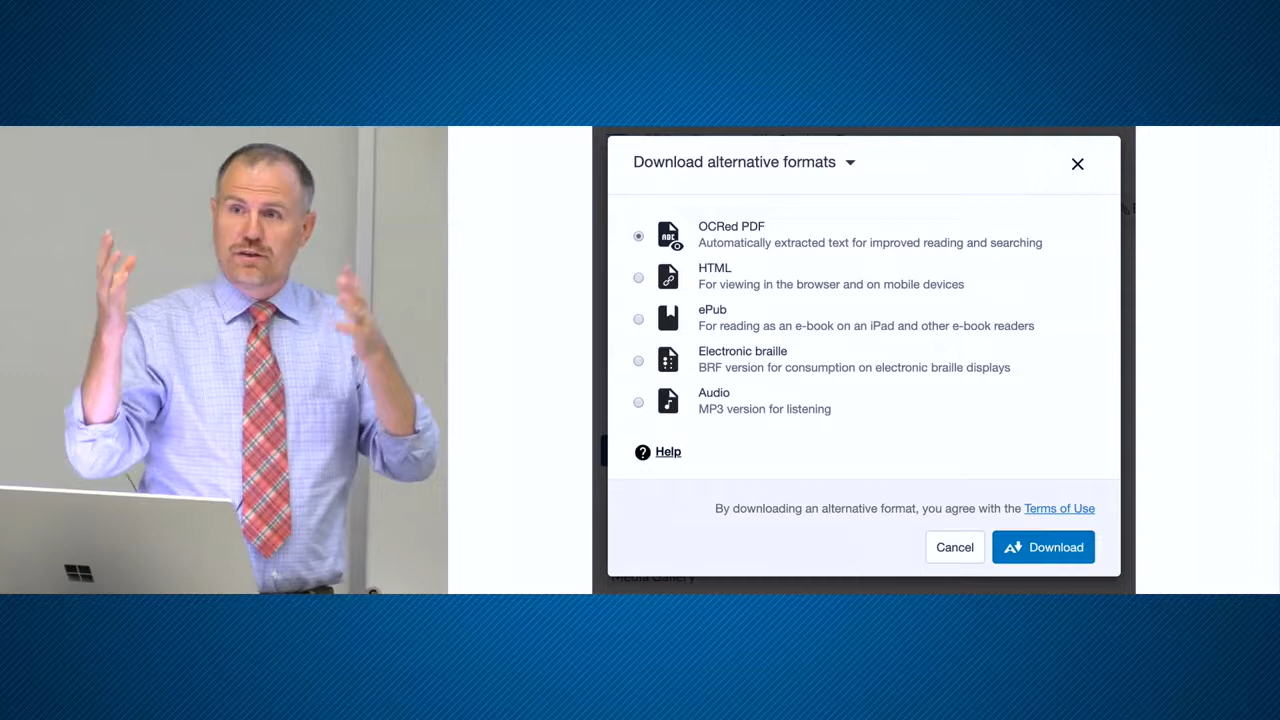 Download alternative formats
OCRed PDF
Automatically extracted text for improved reading and searching
HTML
For viewing in the browser and on mobile devices
ePub
For reading as an e-book on an iPad and other e-book readers
Electronic braille
BRF version for consumption on electronic braille displays
Audio
MP3 version for listening
Help
By downloading an alternative format, you agree with the Terms of Use
Cancel
Download
Media Gallery